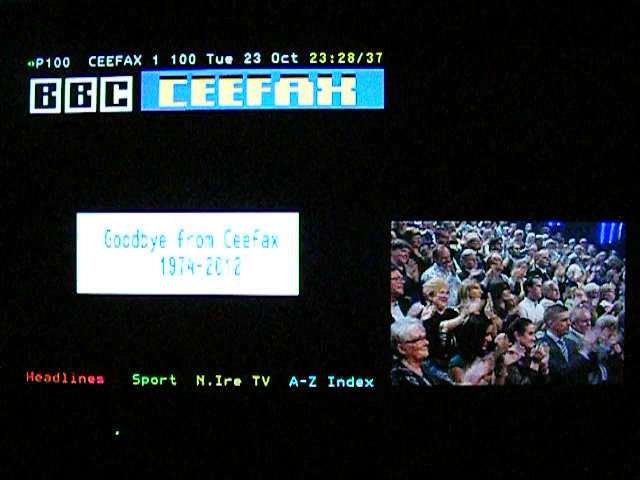 P100 CEEFAX 1 100 Tue 23 Oct 23:28/37
BBC CEEFAX
Goodbye from Ceefax
1974-2012
Headlines Sport N.Ire TV A-Z Index